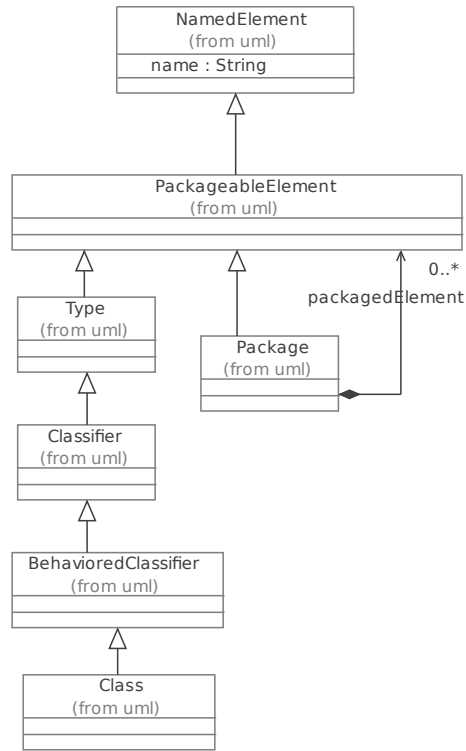 NamedElement
(from uml)
name : String
PackageableElement
(from uml)
0..*
packagedElement
Type
(from uml)
Package
(from uml)
Classifier
(from uml)
BehavioredClassifier
(from uml)
Class
(from uml)